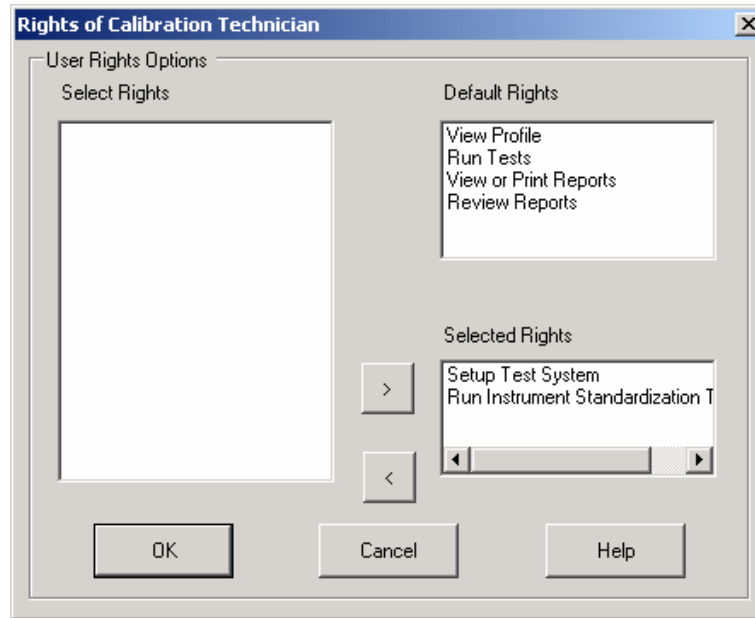 Rights of Calibration Technician
User Rights Options
Select Rights
Default Rights
View Profile
Run Tests
View or Print Reports
Review Reports
Selected Rights
Setup Test System
Run Instrument Standardization T
>
<
OK
Cancel
Help